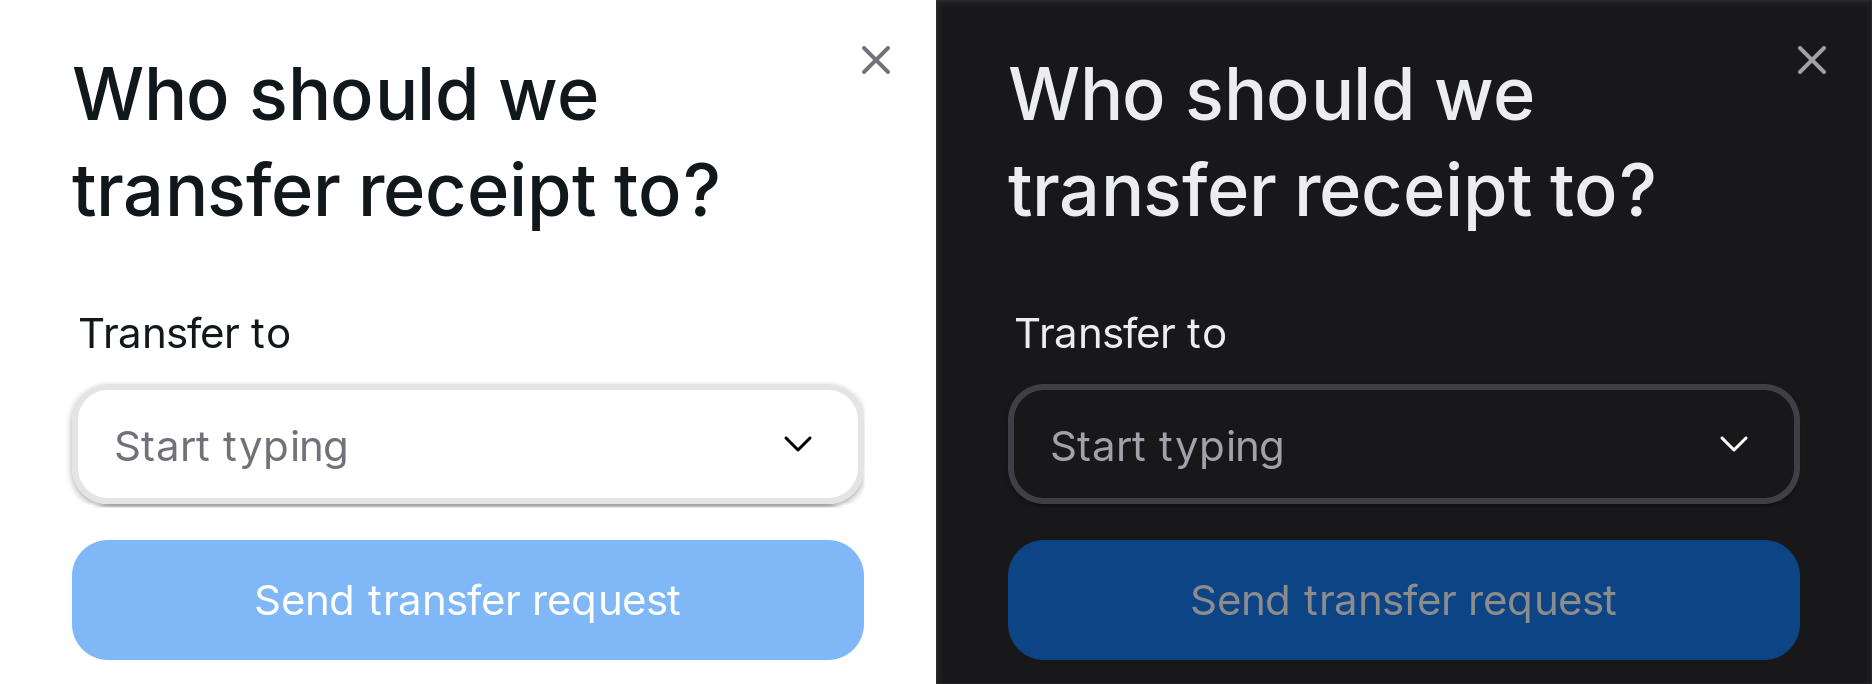 Who should we
transfer receipt to?
Transfer to
Start typing
Send transfer request
Who should we
transfer receipt to?
Transfer to
Start typing
Send transfer request